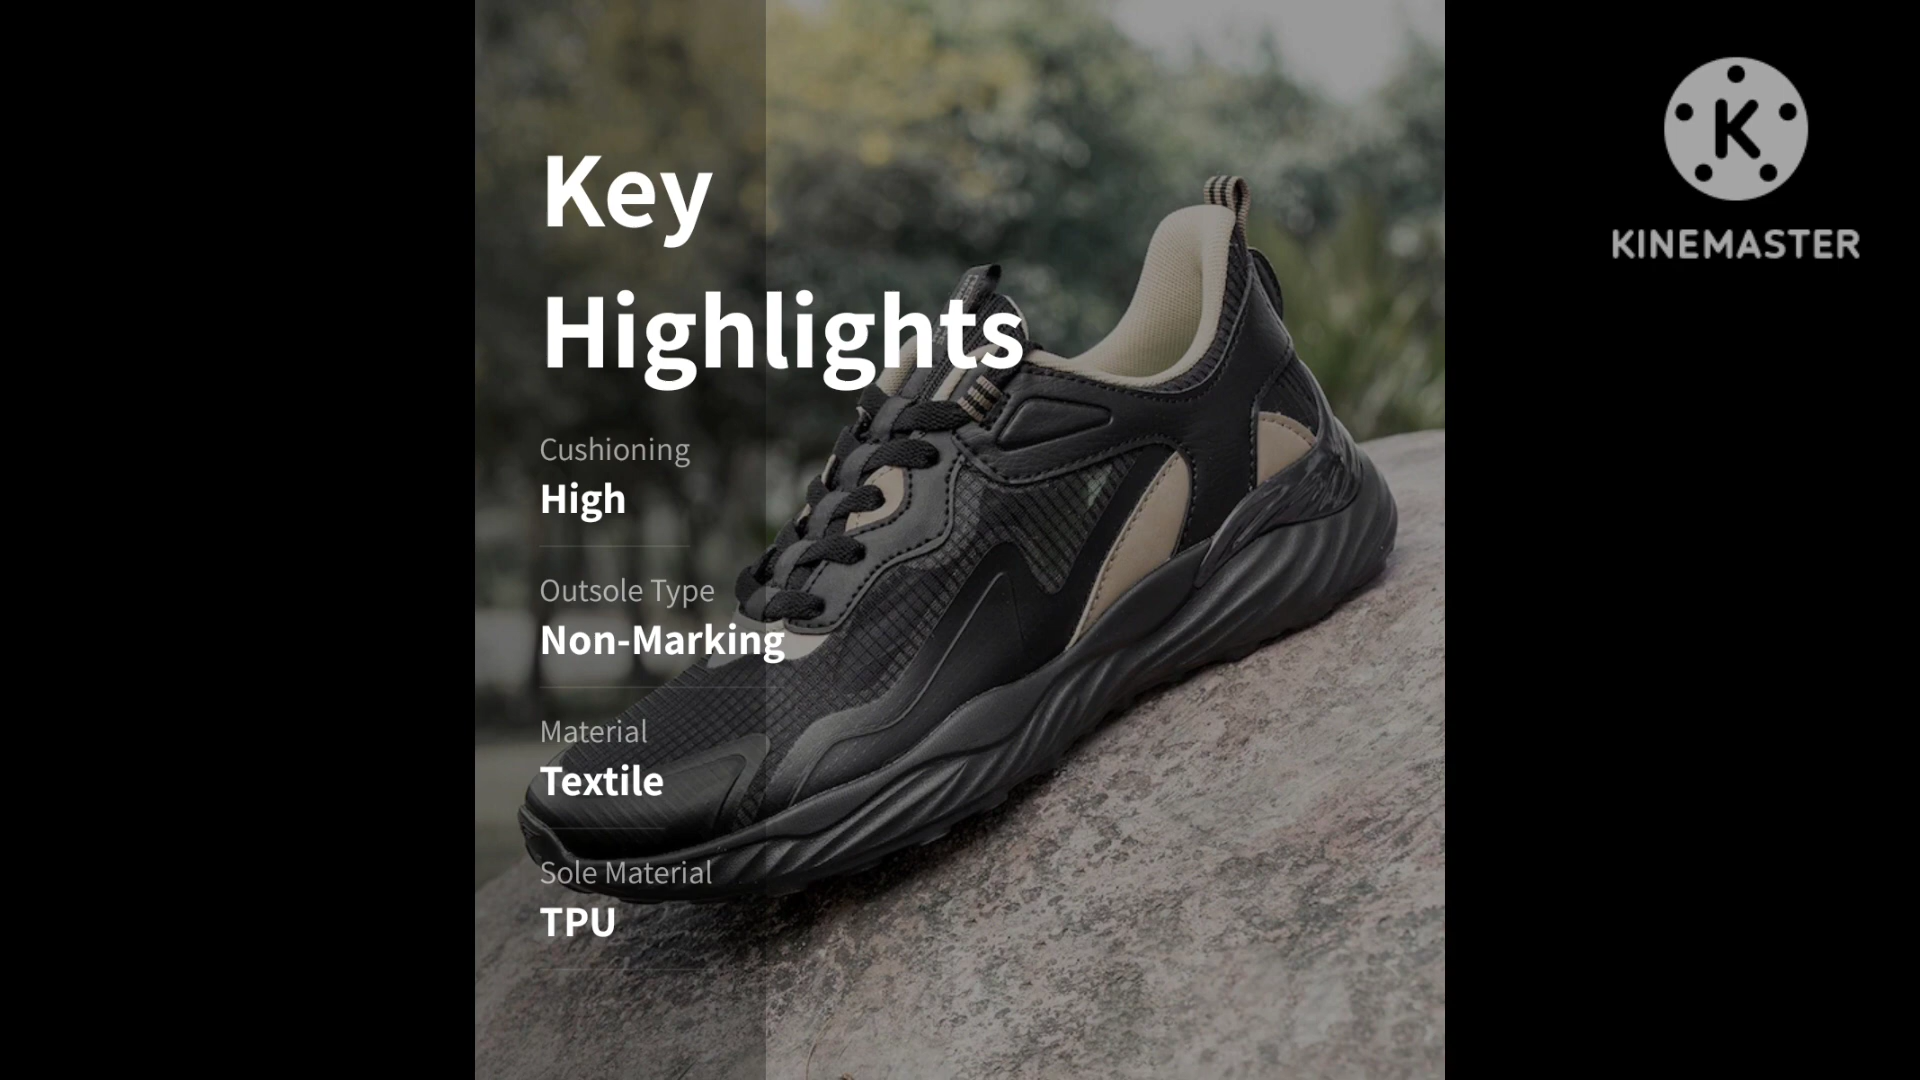 Key
Highlights
Cushioning
High
Outsole Type
Non-Marking
Material
Textile
Sole Material
TPU
K
KINEMASTER